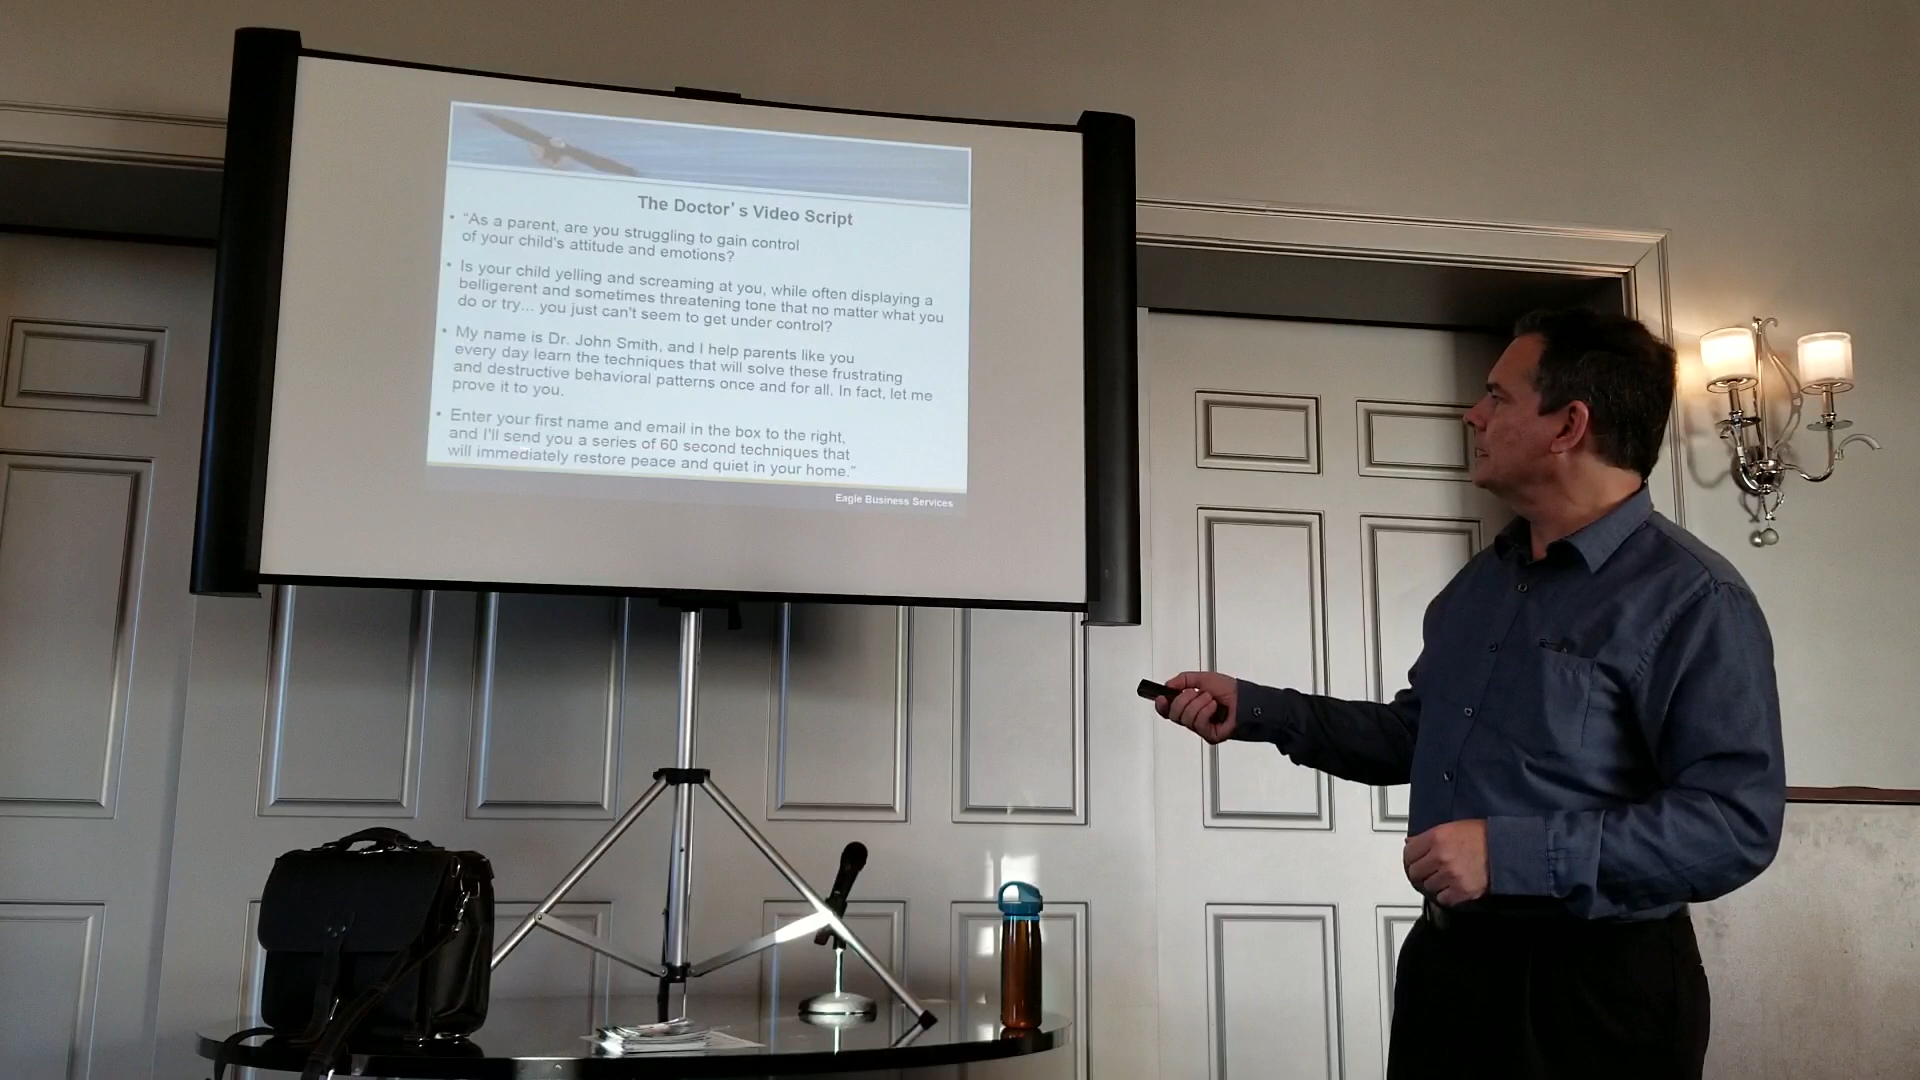 The Doctor's Video Script
• "As a parent, are you struggling to gain control
of your child's attitude and emotions?
• Is your child yelling and screaming at you, while often displaying a
belligerent and sometimes threatening tone that no matter what you
do or try... you just can't seem to get under control?
• My name is Dr. John Smith, and I help parents like you
every day learn the techniques that will solve these frustrating
and destructive behavioral patterns once and for all. In fact, let me
prove it to you.
• Enter your first name and email in the box to the right,
and I'll send you a series of 60 second techniques that
will immediately restore peace and quiet in your home."
Eagle Business Services